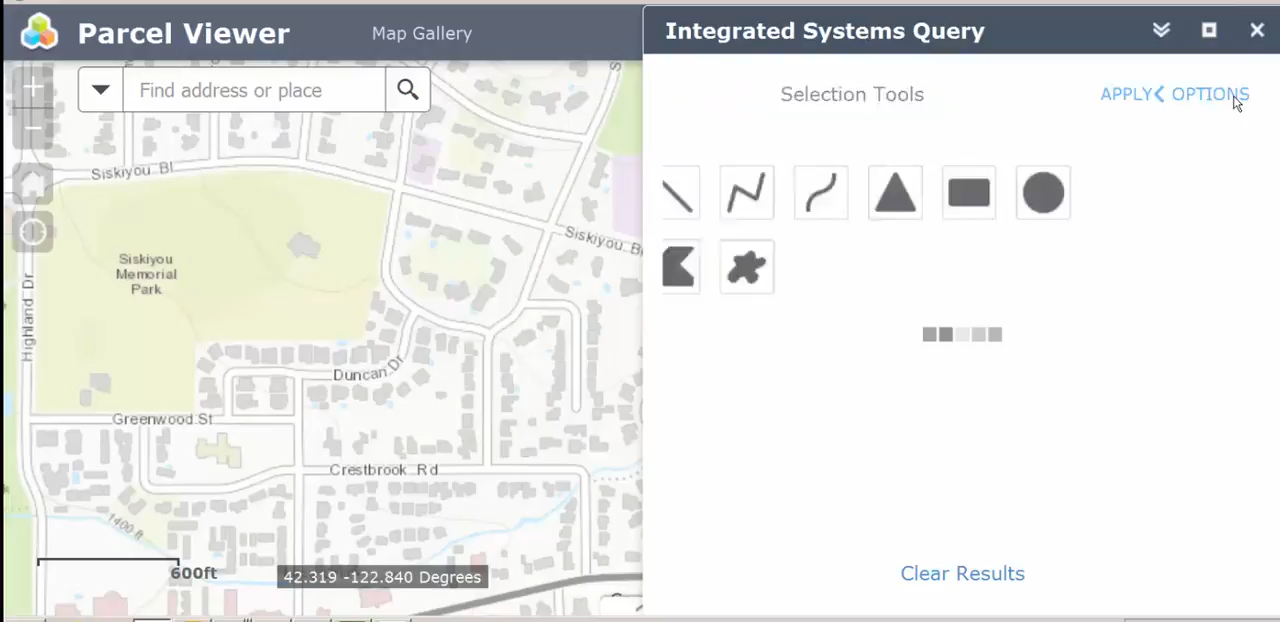 Parcel Viewer
Map Gallery
Integrated Systems Query
Find address or place
Selection Tools
APPLY
OPTIONS
Siskiyou Bl
Siskiyou Bl
Siskiyou
Memorial
Park
Highland Dr
Duncan Dr
Greenwood St
Crestbrook Rd
1400 ft
600ft
42.319 -122.840 Degrees
Clear Results